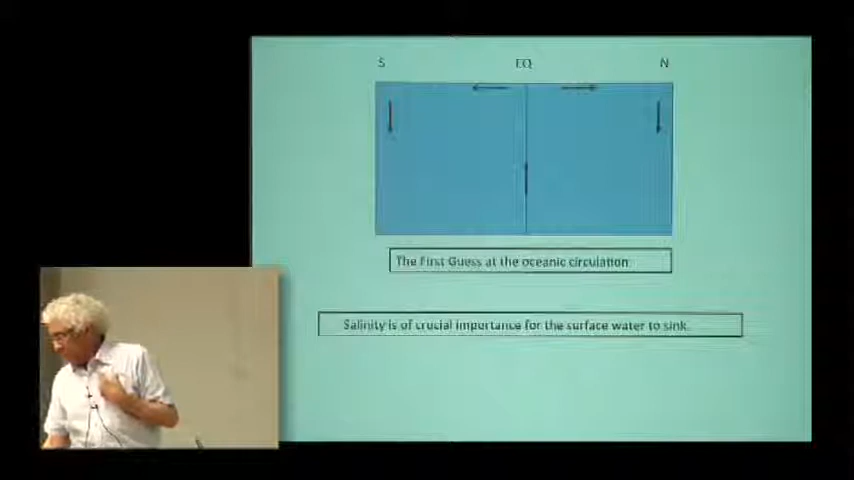 S EQ N
The First Guess at the oceanic circulation.
Salinity is of crucial importance for the surface water to sink.